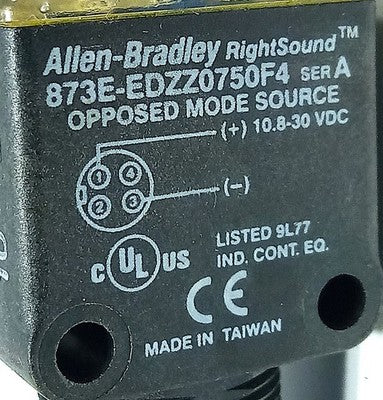 Allen-Bradley RightSound™
873E-EDZZ0750F4 SER A
OPPOSED MODE SOURCE
(+) 10.8-30 VDC
1 4
2 3
(-)
C UL US
LISTED 9L77
IND. CONT. EQ.
CE
MADE IN TAIWAN